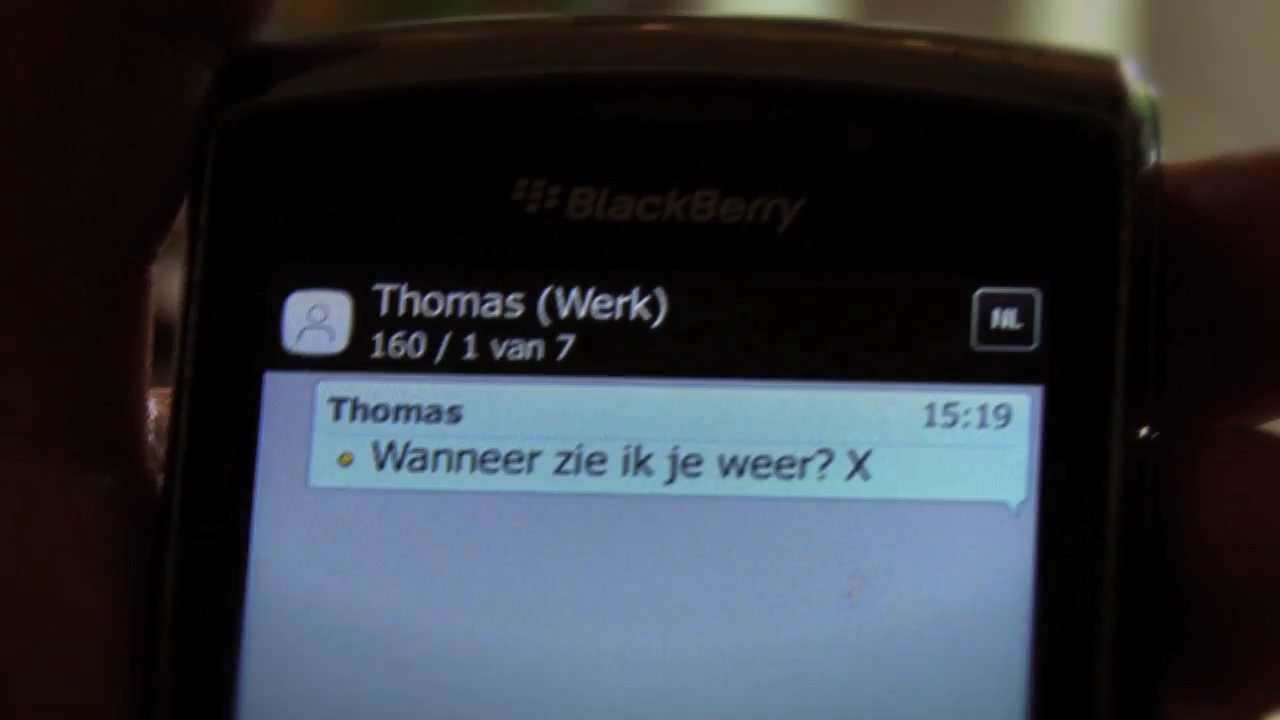 BlackBerry
Thomas (Werk)
NL
160 / 1 van 7
Thomas 15:19
Wanneer zie ik je weer? X